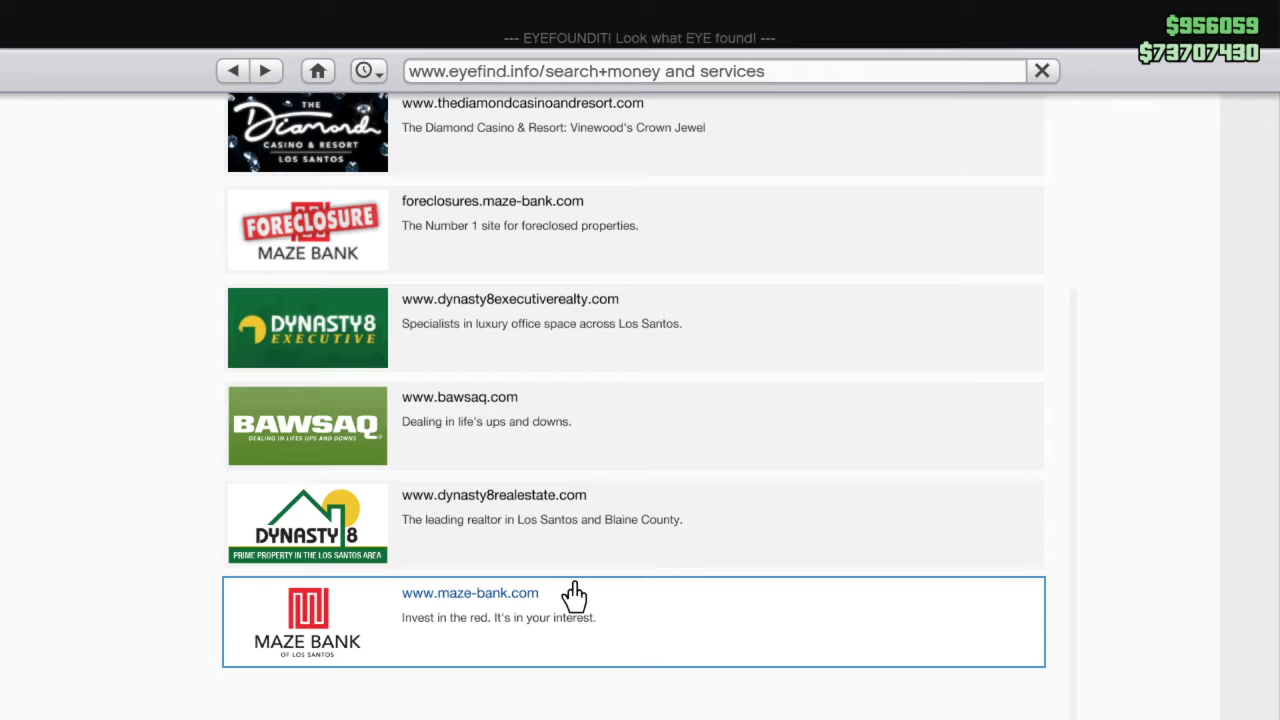 $956059
--- EYEFOUNDIT! Look what EYE found! ---
$73707430
www.eyefind.info/search+money and services
THE
Diamond
CASINO & RESORT
LOS SANTOS
www.thediamondcasinoandresort.com
The Diamond Casino & Resort: Vinewood's Crown Jewel
FORECLOSURE
MAZE BANK
foreclosures.maze-bank.com
The Number 1 site for foreclosed properties.
DYNASTY8
EXECUTIVE
www.dynasty8executiverealty.com
Specialists in luxury office space across Los Santos.
BAWSAQ
DEALING IN LIFES UPS AND DOWNS
www.bawsaq.com
Dealing in life's ups and downs.
DYNASTY 8
PRIME PROPERTY IN THE LOS SANTOS AREA
www.dynasty8realestate.com
The leading realtor in Los Santos and Blaine County.
MAZE BANK
OF LOS SANTOS
www.maze-bank.com
Invest in the red. It's in your interest.